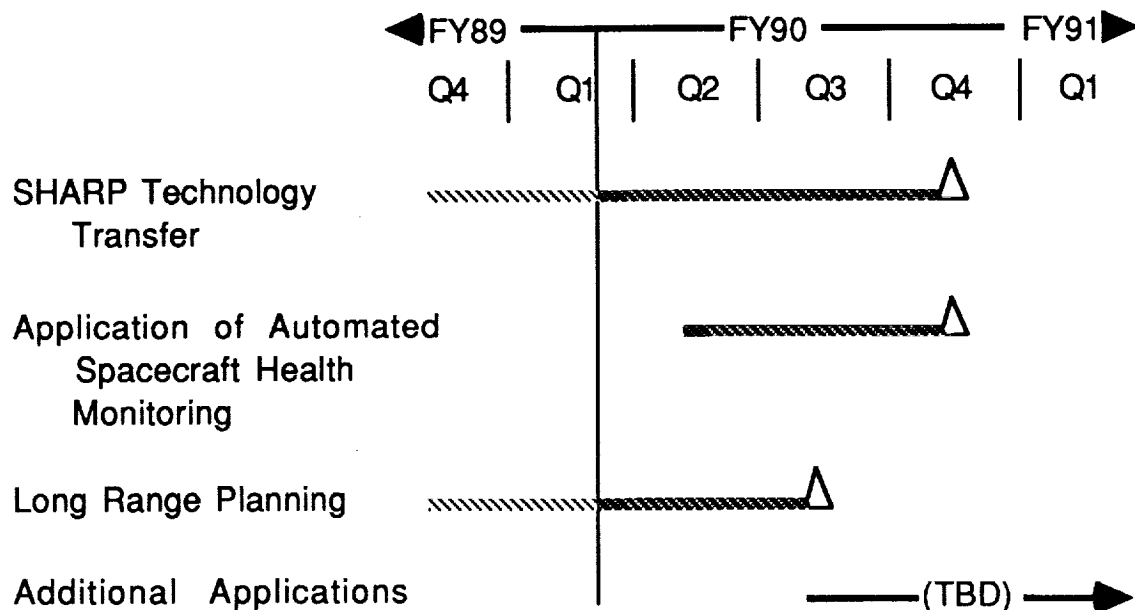 FY89 FY90 FY91
Q4 Q1 Q2 Q3 Q4 Q1
SHARP Technology
Transfer
Application of Automated
Spacecraft Health
Monitoring
Long Range Planning
Additional Applications (TBD)